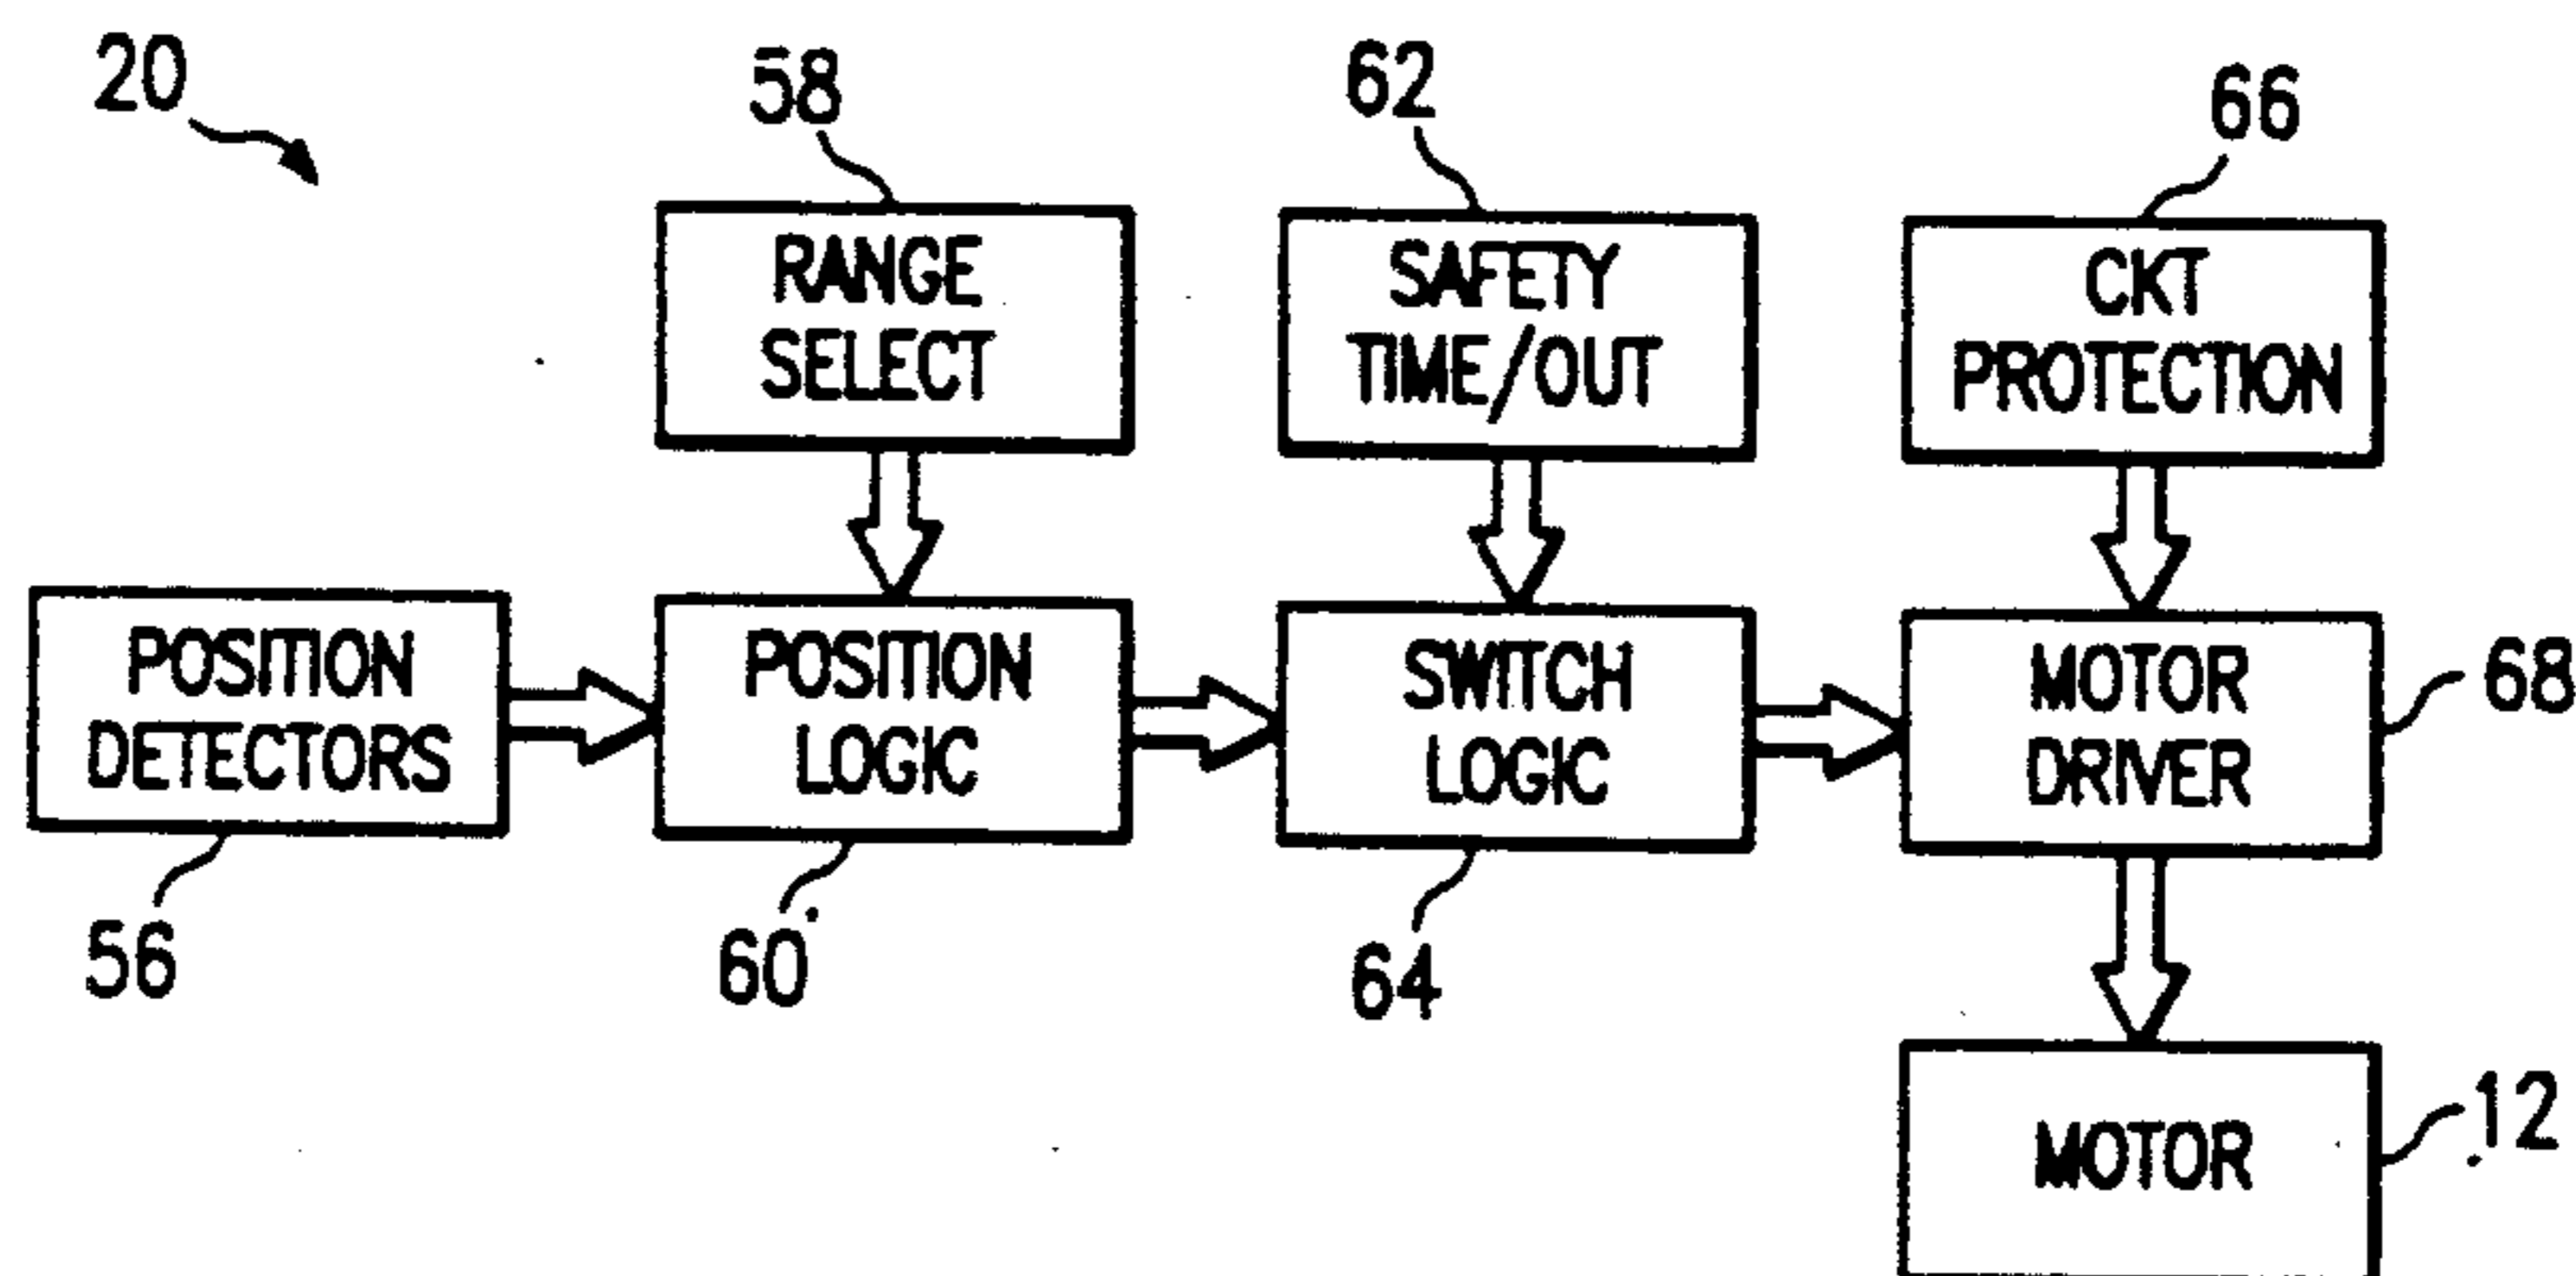 20
58
62
66
RANGE
SELECT
SAFETY
TIME/OUT
CKT
PROTECTION
POSITION
DETECTORS
POSITION
LOGIC
SWITCH
LOGIC
MOTOR
DRIVER
68
56
60
64
MOTOR
12